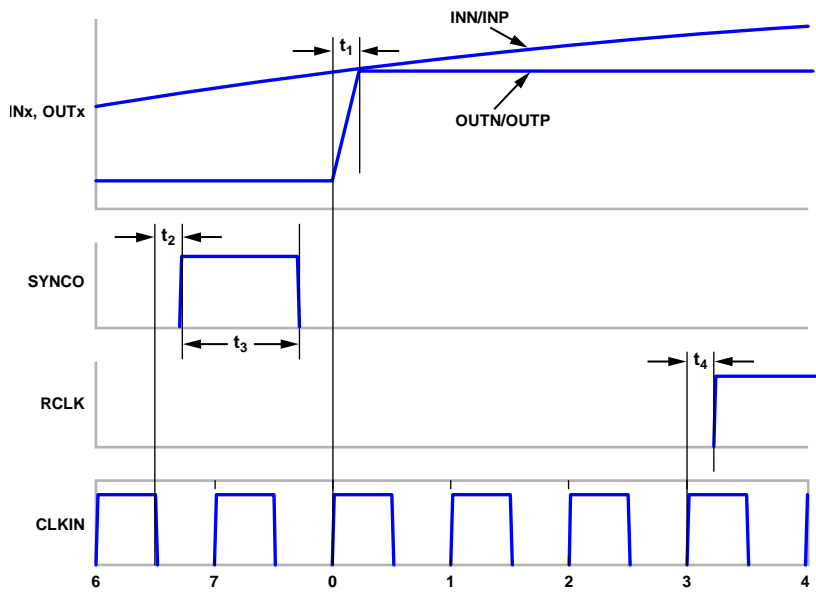 INN/INP
t1
INx, OUTx
OUTN/OUTP
t2
SYNCO
t3
t4
RCLK
CLKIN
6 7 0 1 2 3 4